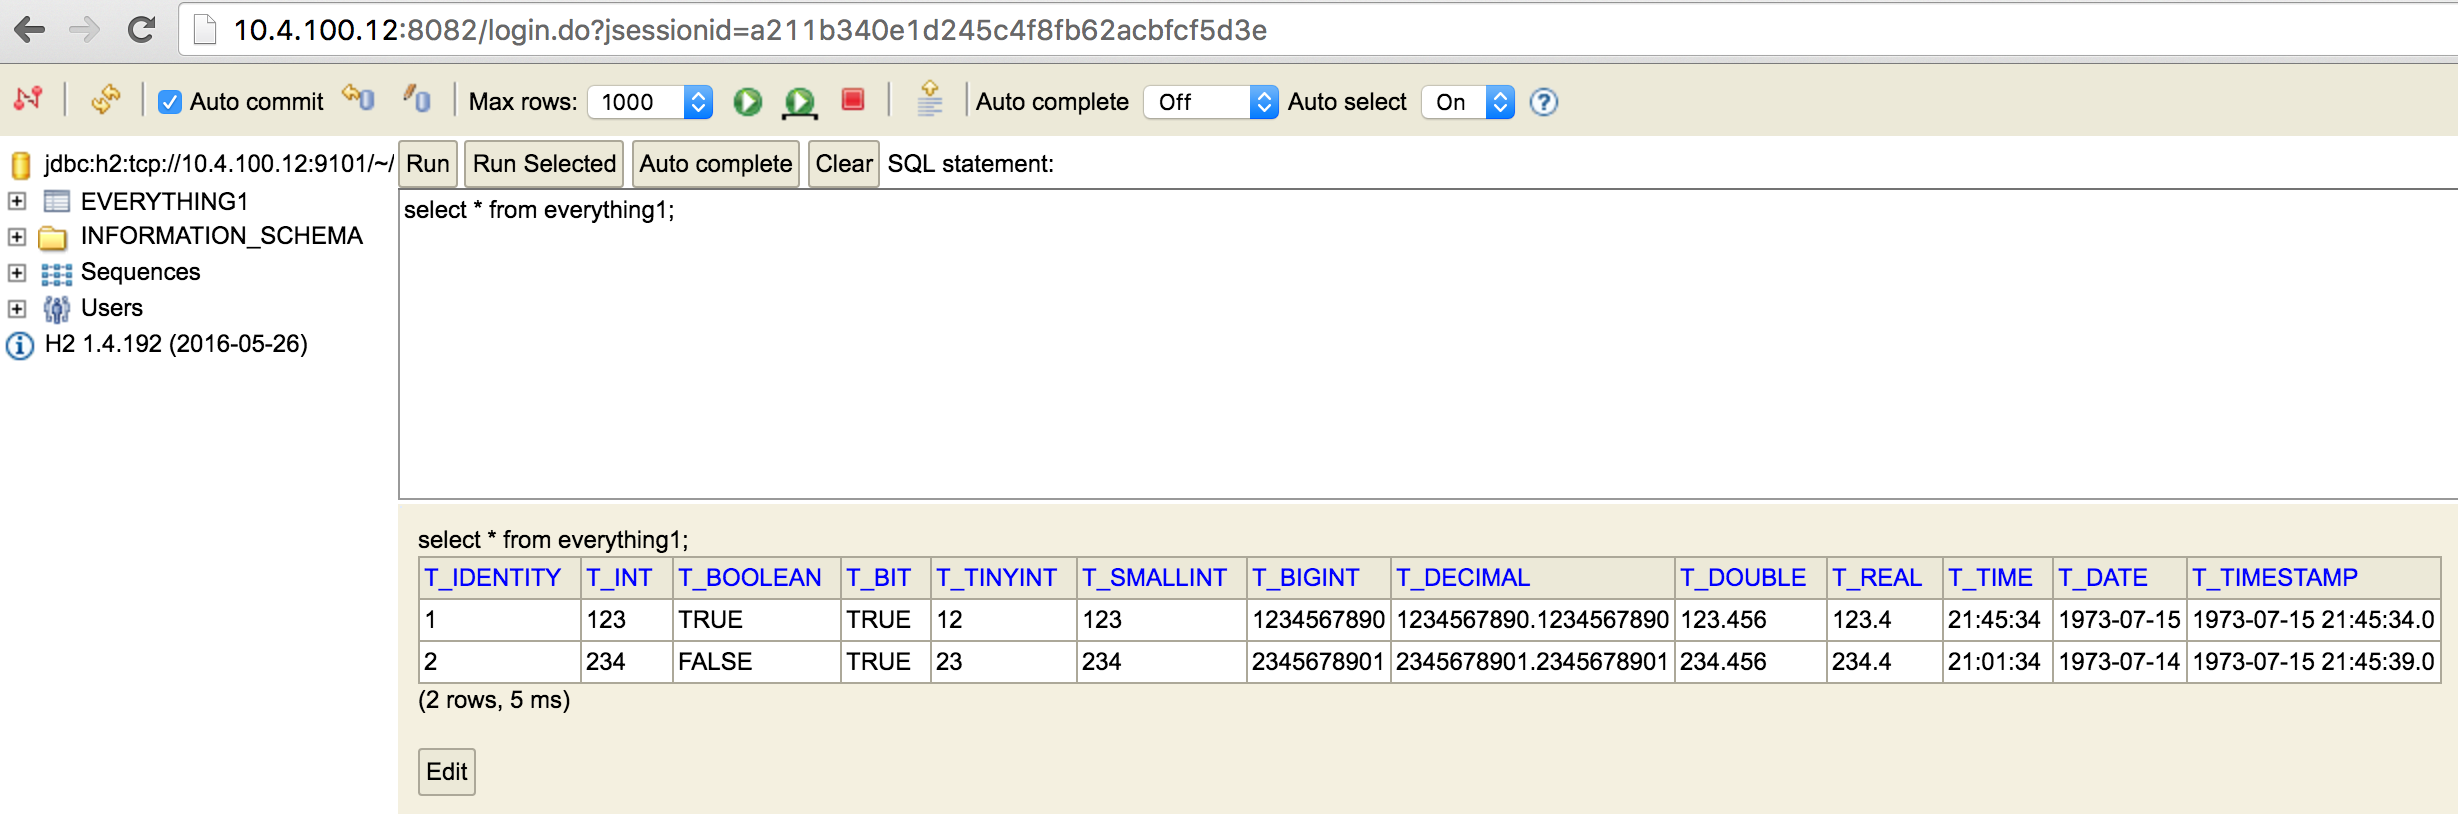 10.4.100.12:8082/login.do?jsessionid=a211b340e1d245c4f8fb62acbfcf5d3e
Auto commit Max rows: 1000 Auto complete Off Auto select On ?
jdbc:h2:tcp://10.4.100.12:9101/~/
EVERYTHING1
INFORMATION_SCHEMA
Sequences
Users
H2 1.4.192 (2016-05-26)
Run Run Selected Auto complete Clear SQL statement:
select * from everything1;
select * from everything1;
T_IDENTITY T_INT T_BOOLEAN T_BIT T_TINYINT T_SMALLINT T_BIGINT T_DECIMAL T_DOUBLE T_REAL T_TIME T_DATE T_TIMESTAMP
1 123 TRUE TRUE 12 123 1234567890 1234567890.1234567890 123.456 123.4 21:45:34 1973-07-15 1973-07-15 21:45:34.0
2 234 FALSE TRUE 23 234 2345678901 2345678901.2345678901 234.456 234.4 21:01:34 1973-07-14 1973-07-15 21:45:39.0
(2 rows, 5 ms)
Edit